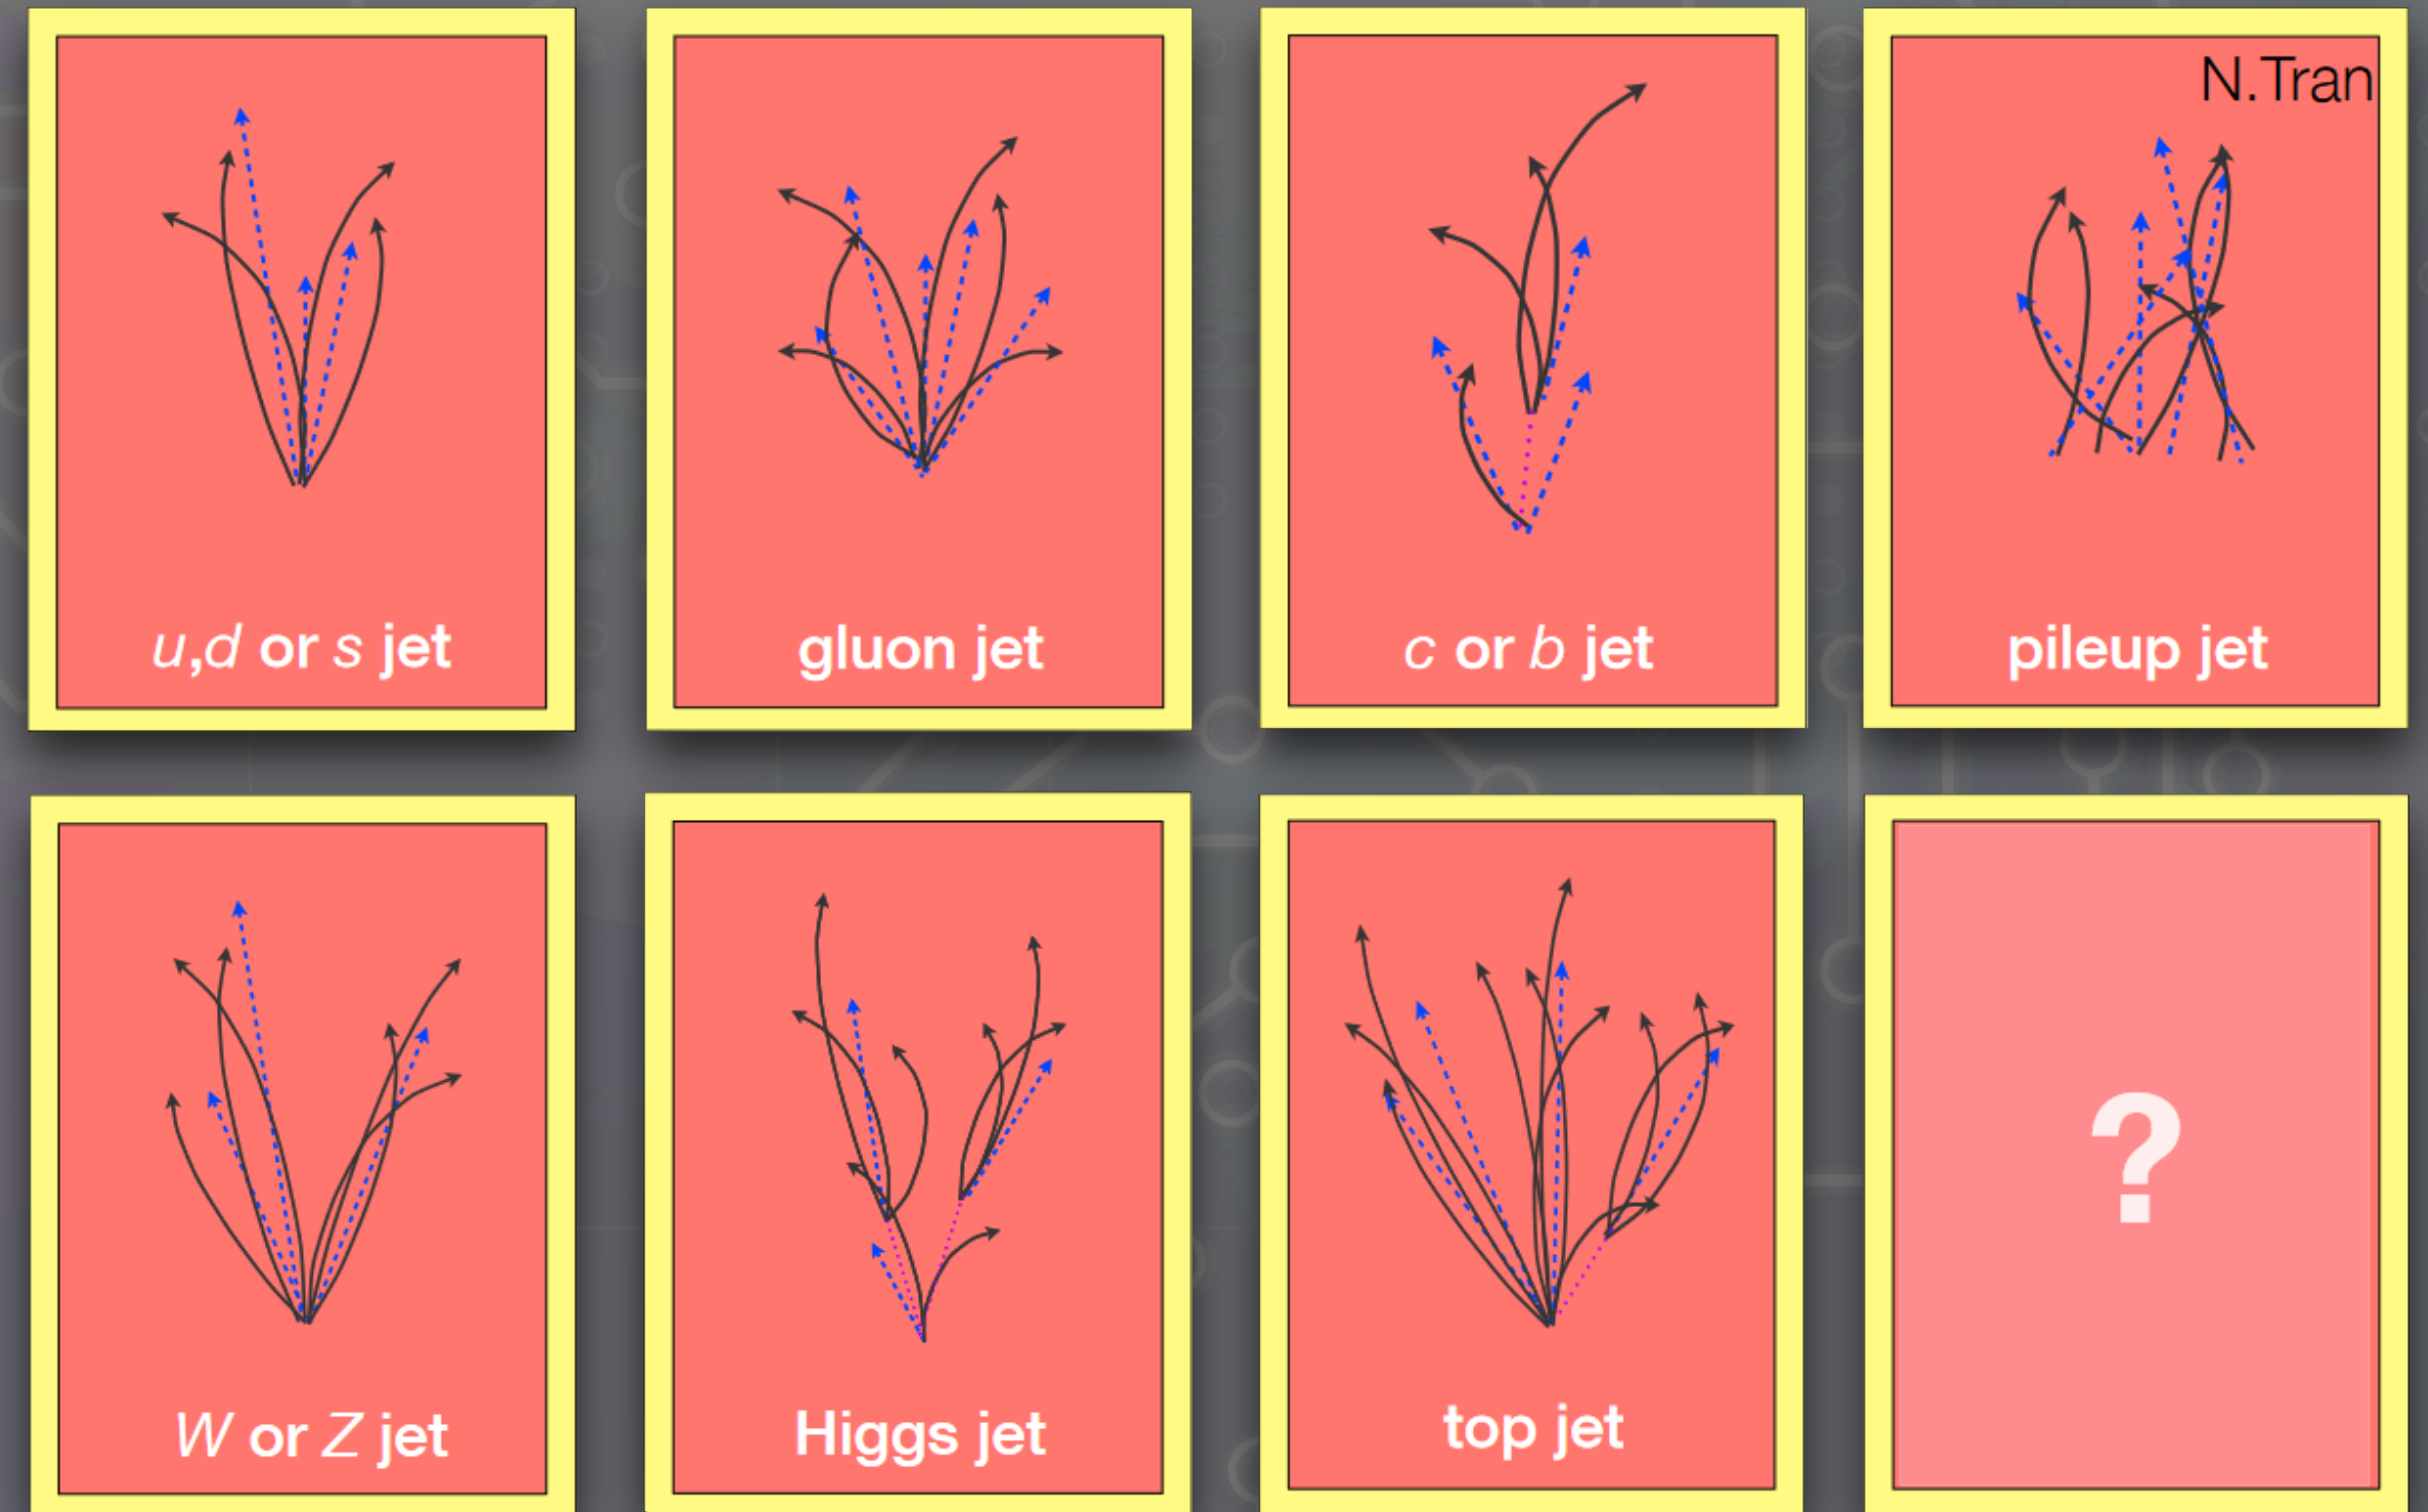 N.Tran
u,d or s jet
gluon jet
c or b jet
pileup jet
W or Z jet
Higgs jet
top jet
?